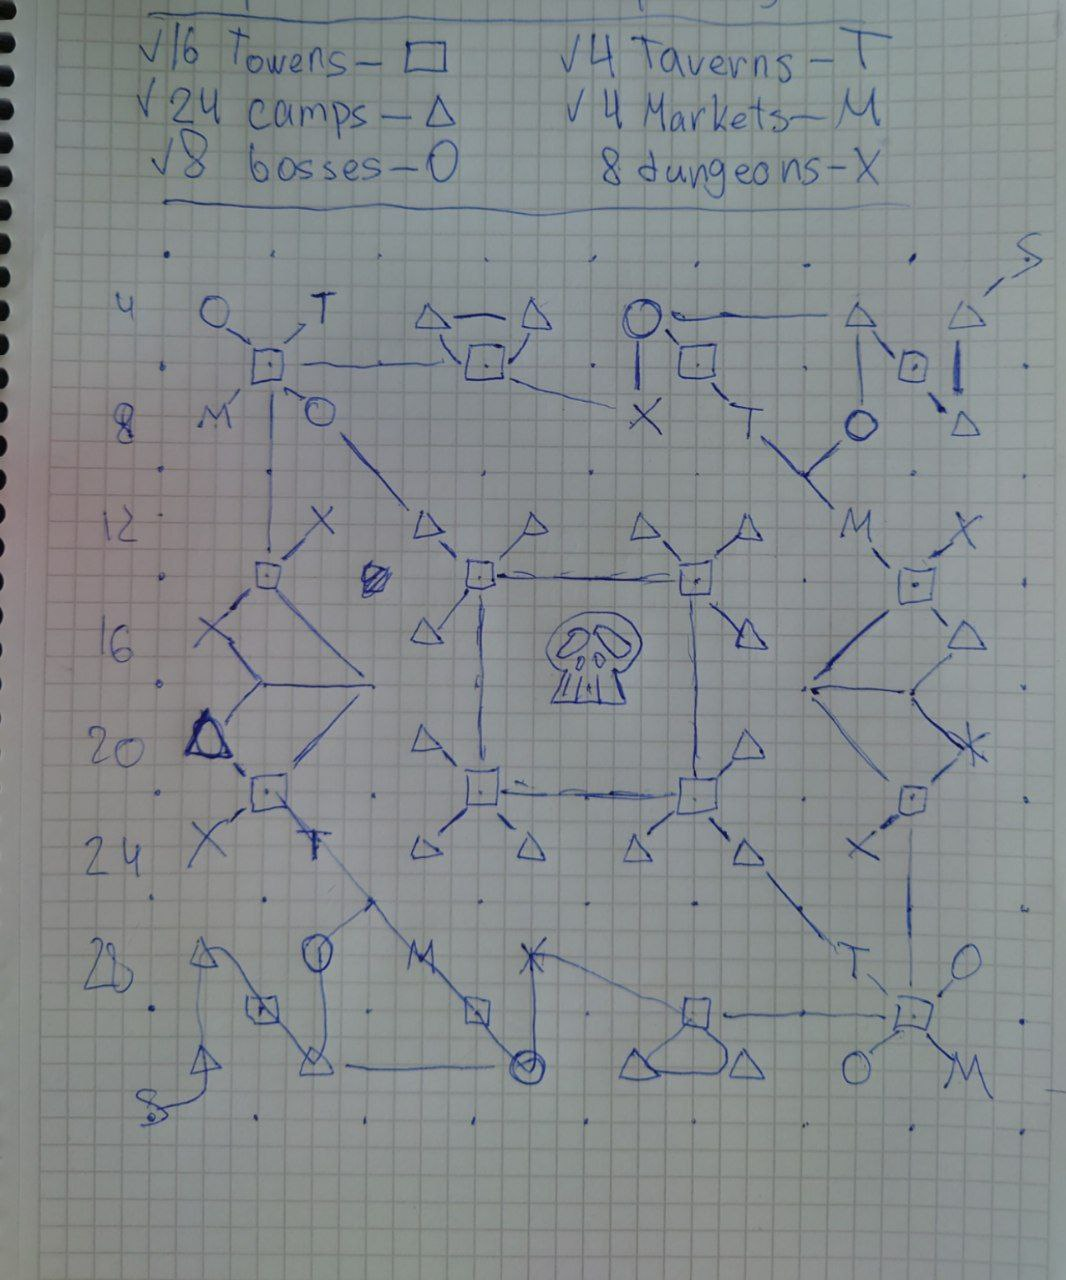 √16 Towens - □ √4 Taverns - T
√24 camps - △ √4 Markets - M
√8 bosses - O 8 dungeons - X
S
4 O T
8 M O X T O
12 X M X
16 X
20 X
24 X T X
28 O M X T O
O O M
S